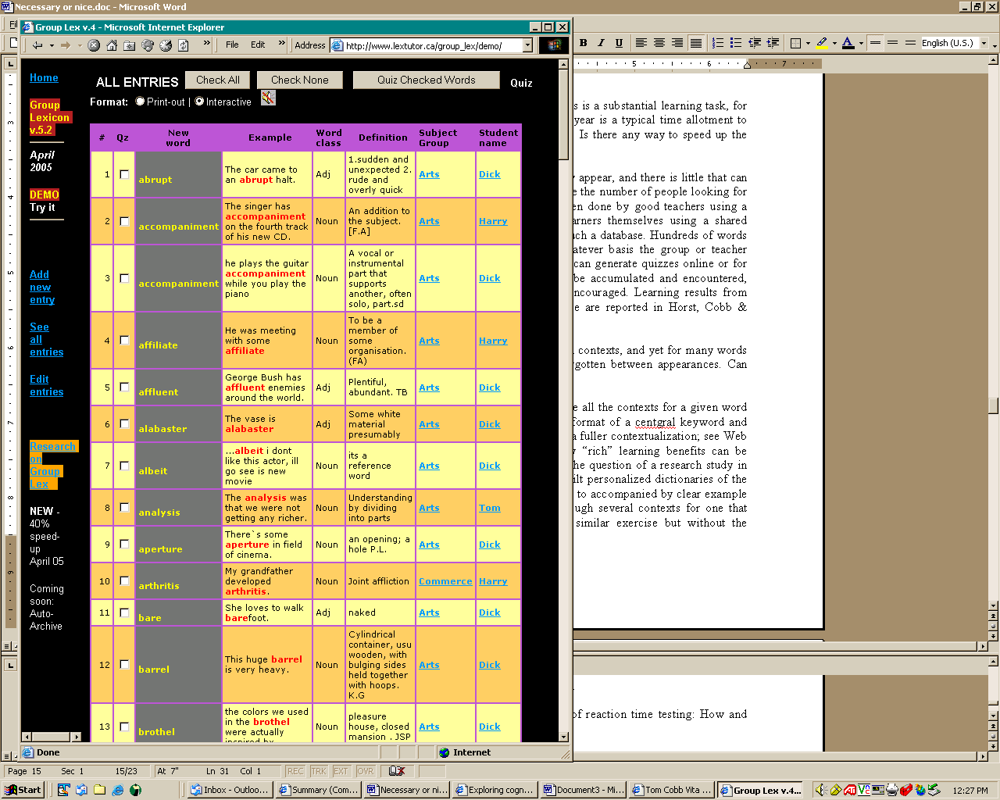 Necessary or nice.doc - Microsoft Word
Group Lex v.4 - Microsoft Internet Explorer
File Edit Address http://www.lextutor.ca/group_lex/demo/
B I U English (U.S.)
5 6 7
Home
Group
Lexicon
v.5.2
April
2005
DEMO
Try it
Add
new
entry
See
all
entries
Edit
entries
Research
on
Group
Lex
NEW -
40%
speed-
up
April 05
Coming
soon:
Auto-
Archive
ALL ENTRIES Check All Check None Quiz Checked Words Quiz
Format: Print-out | Interactive
# Qz New word Example Word class Definition Subject Group Student name
1 abrupt The car came to an abrupt halt. Adj 1.sudden and unexpected 2. rude and overly quick Arts Dick
2 accompaniment The singer has accompaniment on the fourth track of his new CD. Noun An addition to the subject. [F.A] Arts Harry
3 accompaniment he plays the guitar accompaniment while you play the piano Noun A vocal or instrumental part that supports another, often solo, part.sd Arts Dick
4 affiliate He was meeting with some affiliate Noun To be a member of some organisation. (FA) Arts Harry
5 affluent George Bush has affluent enemies around the world. Adj Plentiful, abundant. TB Arts Dick
6 alabaster The vase is alabaster Adj Some white material presumably Arts Dick
7 albeit ...albeit i dont like this actor, ill go see is new movie Noun its a reference word Arts Dick
8 analysis The analysis was that we were not getting any richer. Noun Understanding by dividing into parts Arts Tom
9 aperture There`s some aperture in field of cinema. Noun an opening; a hole P.L. Arts Dick
10 arthritis My grandfather developed arthritis. Noun Joint affliction Commerce Harry
11 bare She loves to walk barefoot. Adj naked Arts Dick
12 barrel This huge barrel is very heavy. Noun Cylindrical container, usu wooden, with bulging sides held together with hoops. K.G Arts Dick
13 brothel the colors we used in the brothel were actually Noun pleasure house, closed mansion . JSP Arts Dick
s is a substantial learning task, for
year is a typical time allotment to
Is there any way to speed up the
appear, and there is little that can
e the number of people looking for
en done by good teachers using a
arners themselves using a shared
uch a database. Hundreds of words
atever basis the group or teacher
can generate quizzes online or for
be accumulated and encountered,
ncouraged. Learning results from
e are reported in Horst, Cobb &
contexts, and yet for many words
gotten between appearances. Can
e all the contexts for a given word
format of a centgral keyword and
a fuller contextualization; see Web
"rich" learning benefits can be
he question of a research study in
ilt personalized dictionaries of the
to accompanied by clear example
ugh several contexts for one that
similar exercise but without the
of reaction time testing: How and
Done Internet
Page 15 Sec 1 15/23 At 7" Ln 31 Col 1 REC TRK EXT OVR
Start Inbox - Outloo... Summary (Com... Necessary or ni... Exploring cogn... Document3 - Mi... Tom Cobb Vita ... Group Lex v.4... 12:27 PM